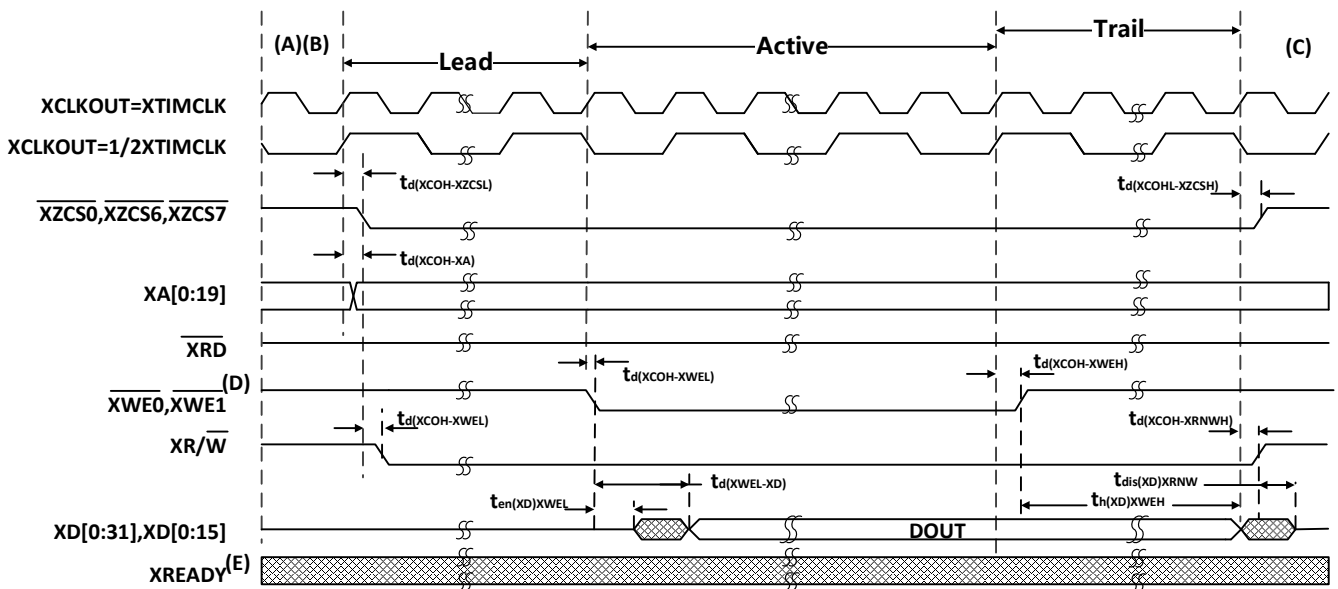 (A)(B)
Lead
Active
Trail
(C)
XCLKOUT=XTIMCLK
XCLKOUT=1/2XTIMCLK
td(XCOH-XZCSL)
td(XCOHL-XZCSH)
XZCS0,XZCS6,XZCS7
td(XCOH-XA)
XA[0:19]
XRD
td(XCOH-XWEL)
td(XCOH-XWEH)
(D)
XWE0,XWE1
td(XCOH-XWEL)
td(XCOH-XRNWH)
XR/W
td(XWEL-XD)
tdis(XD)XRNW
ten(XD)XWEL
th(XD)XWEH
XD[0:31],XD[0:15]
DOUT
XREADY(E)